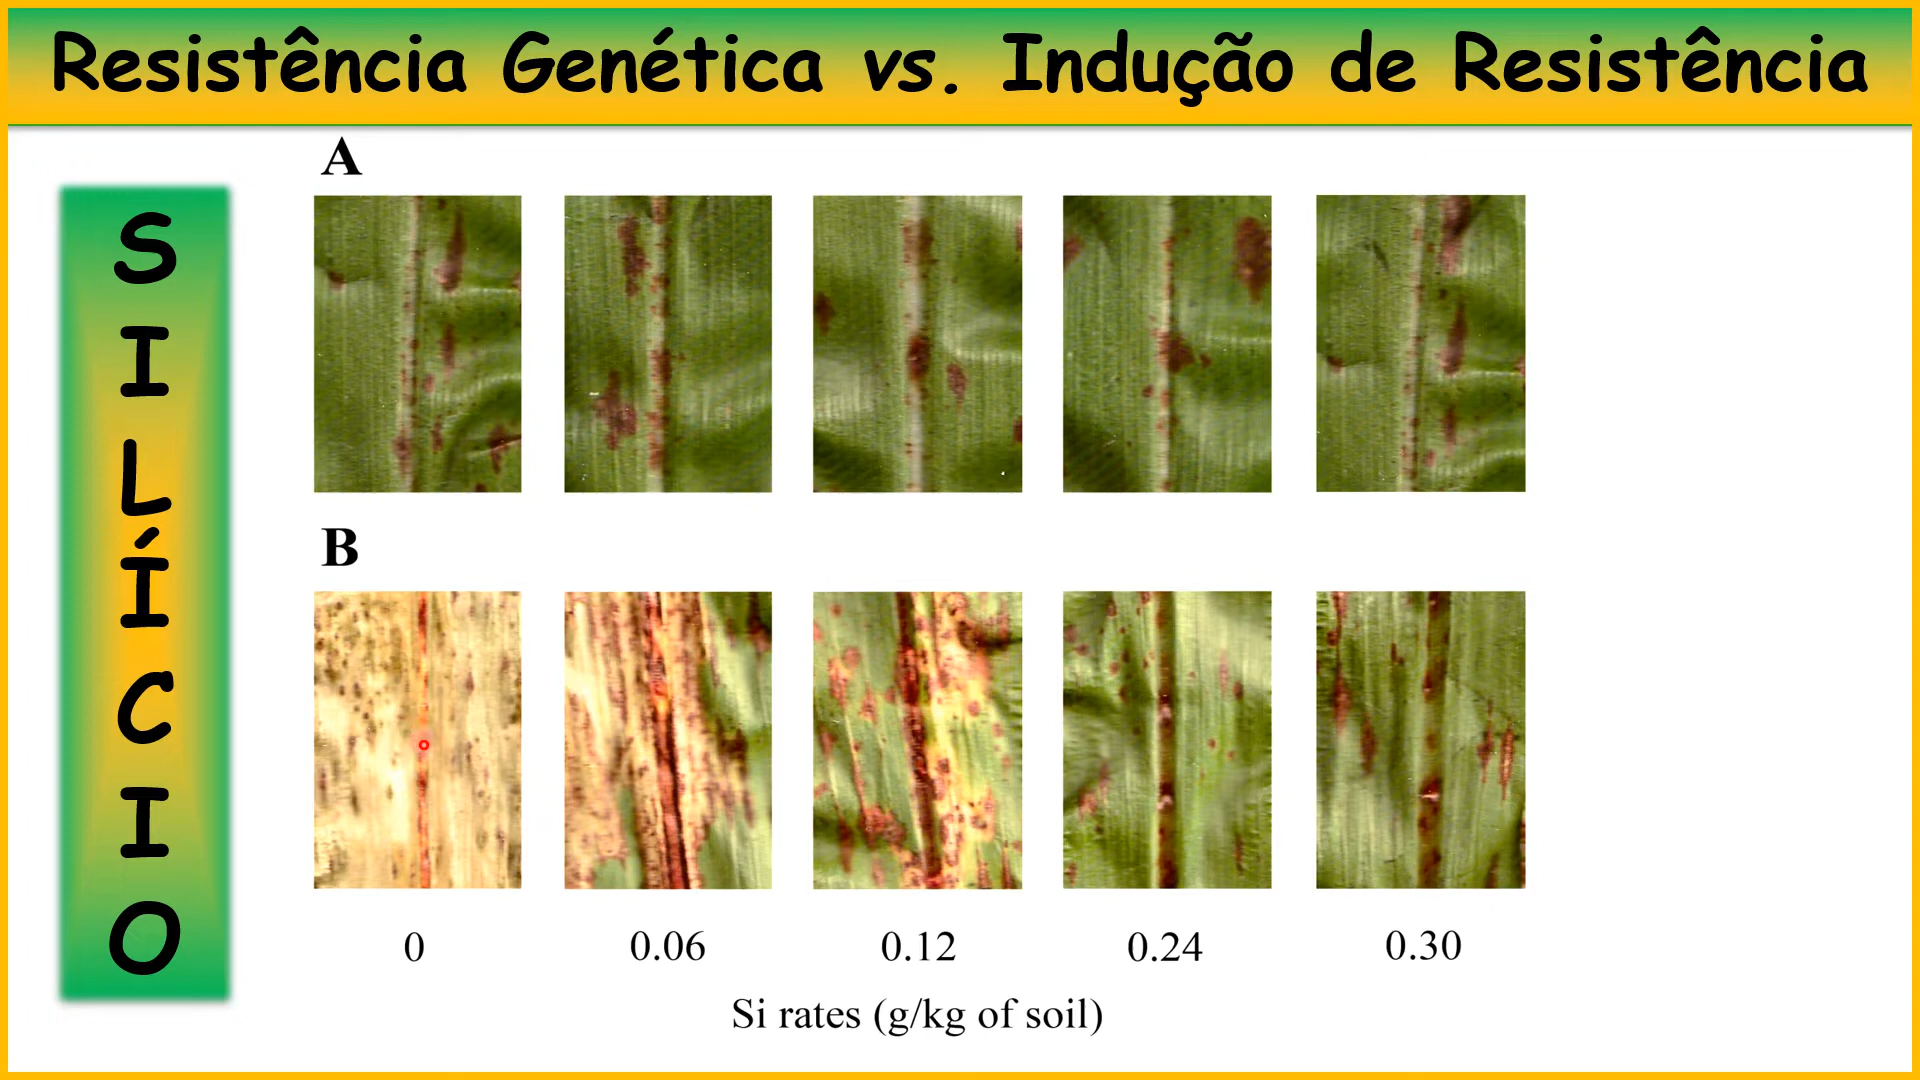 Resistência Genética vs. Indução de Resistência
SILÍCIO
A
B
0 0.06 0.12 0.24 0.30
Si rates (g/kg of soil)